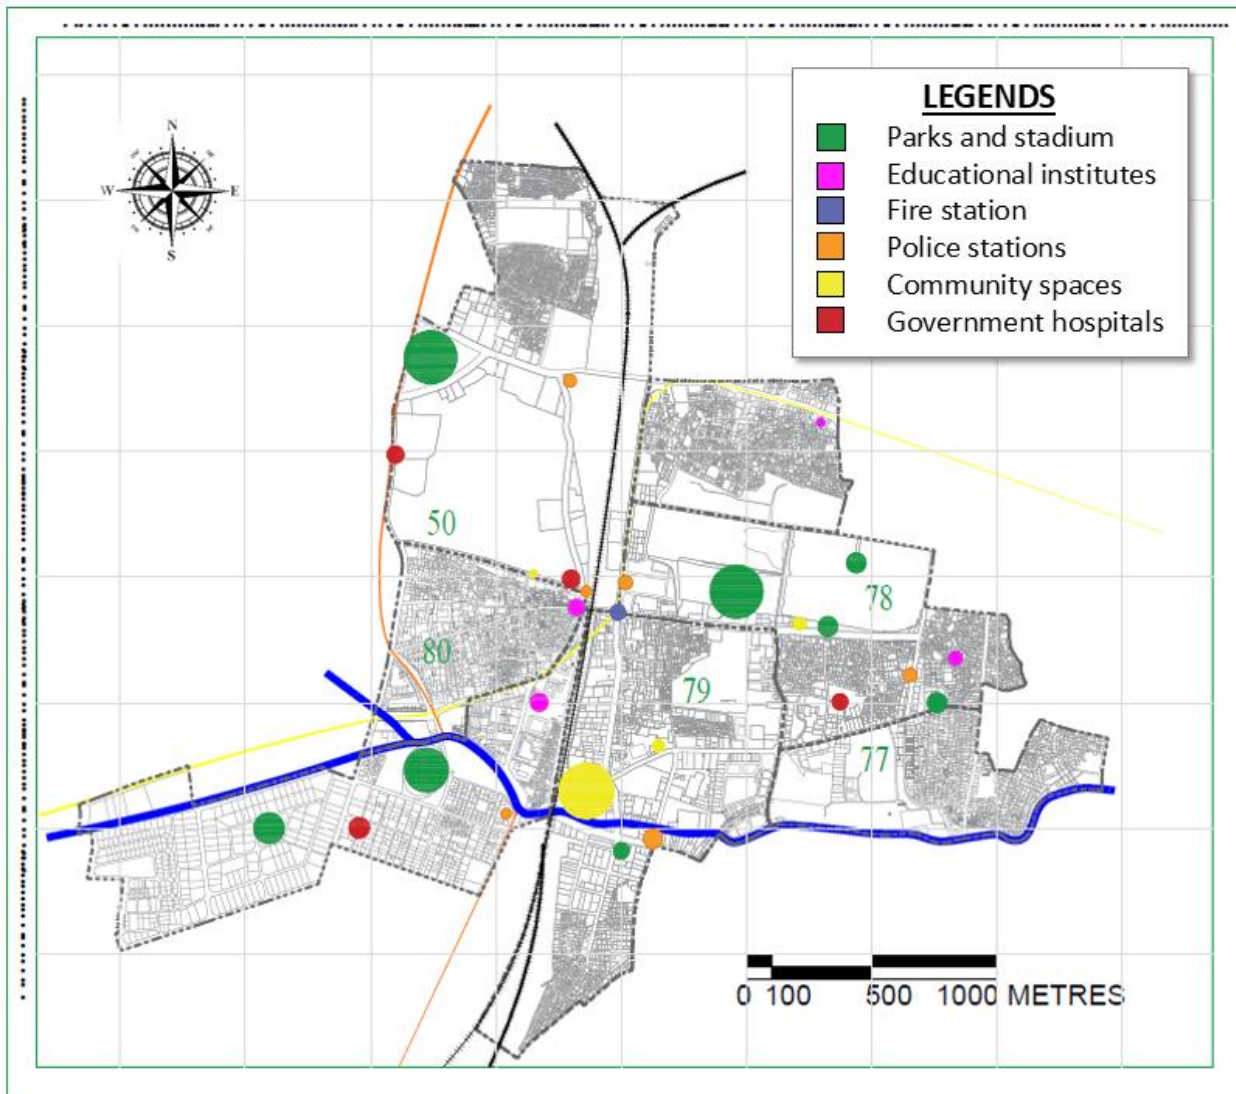 LEGENDS
Parks and stadium
Educational institutes
Fire station
Police stations
Community spaces
Government hospitals
N
W E
S
50
78
80
79
77
0 100 500 1000 METRES